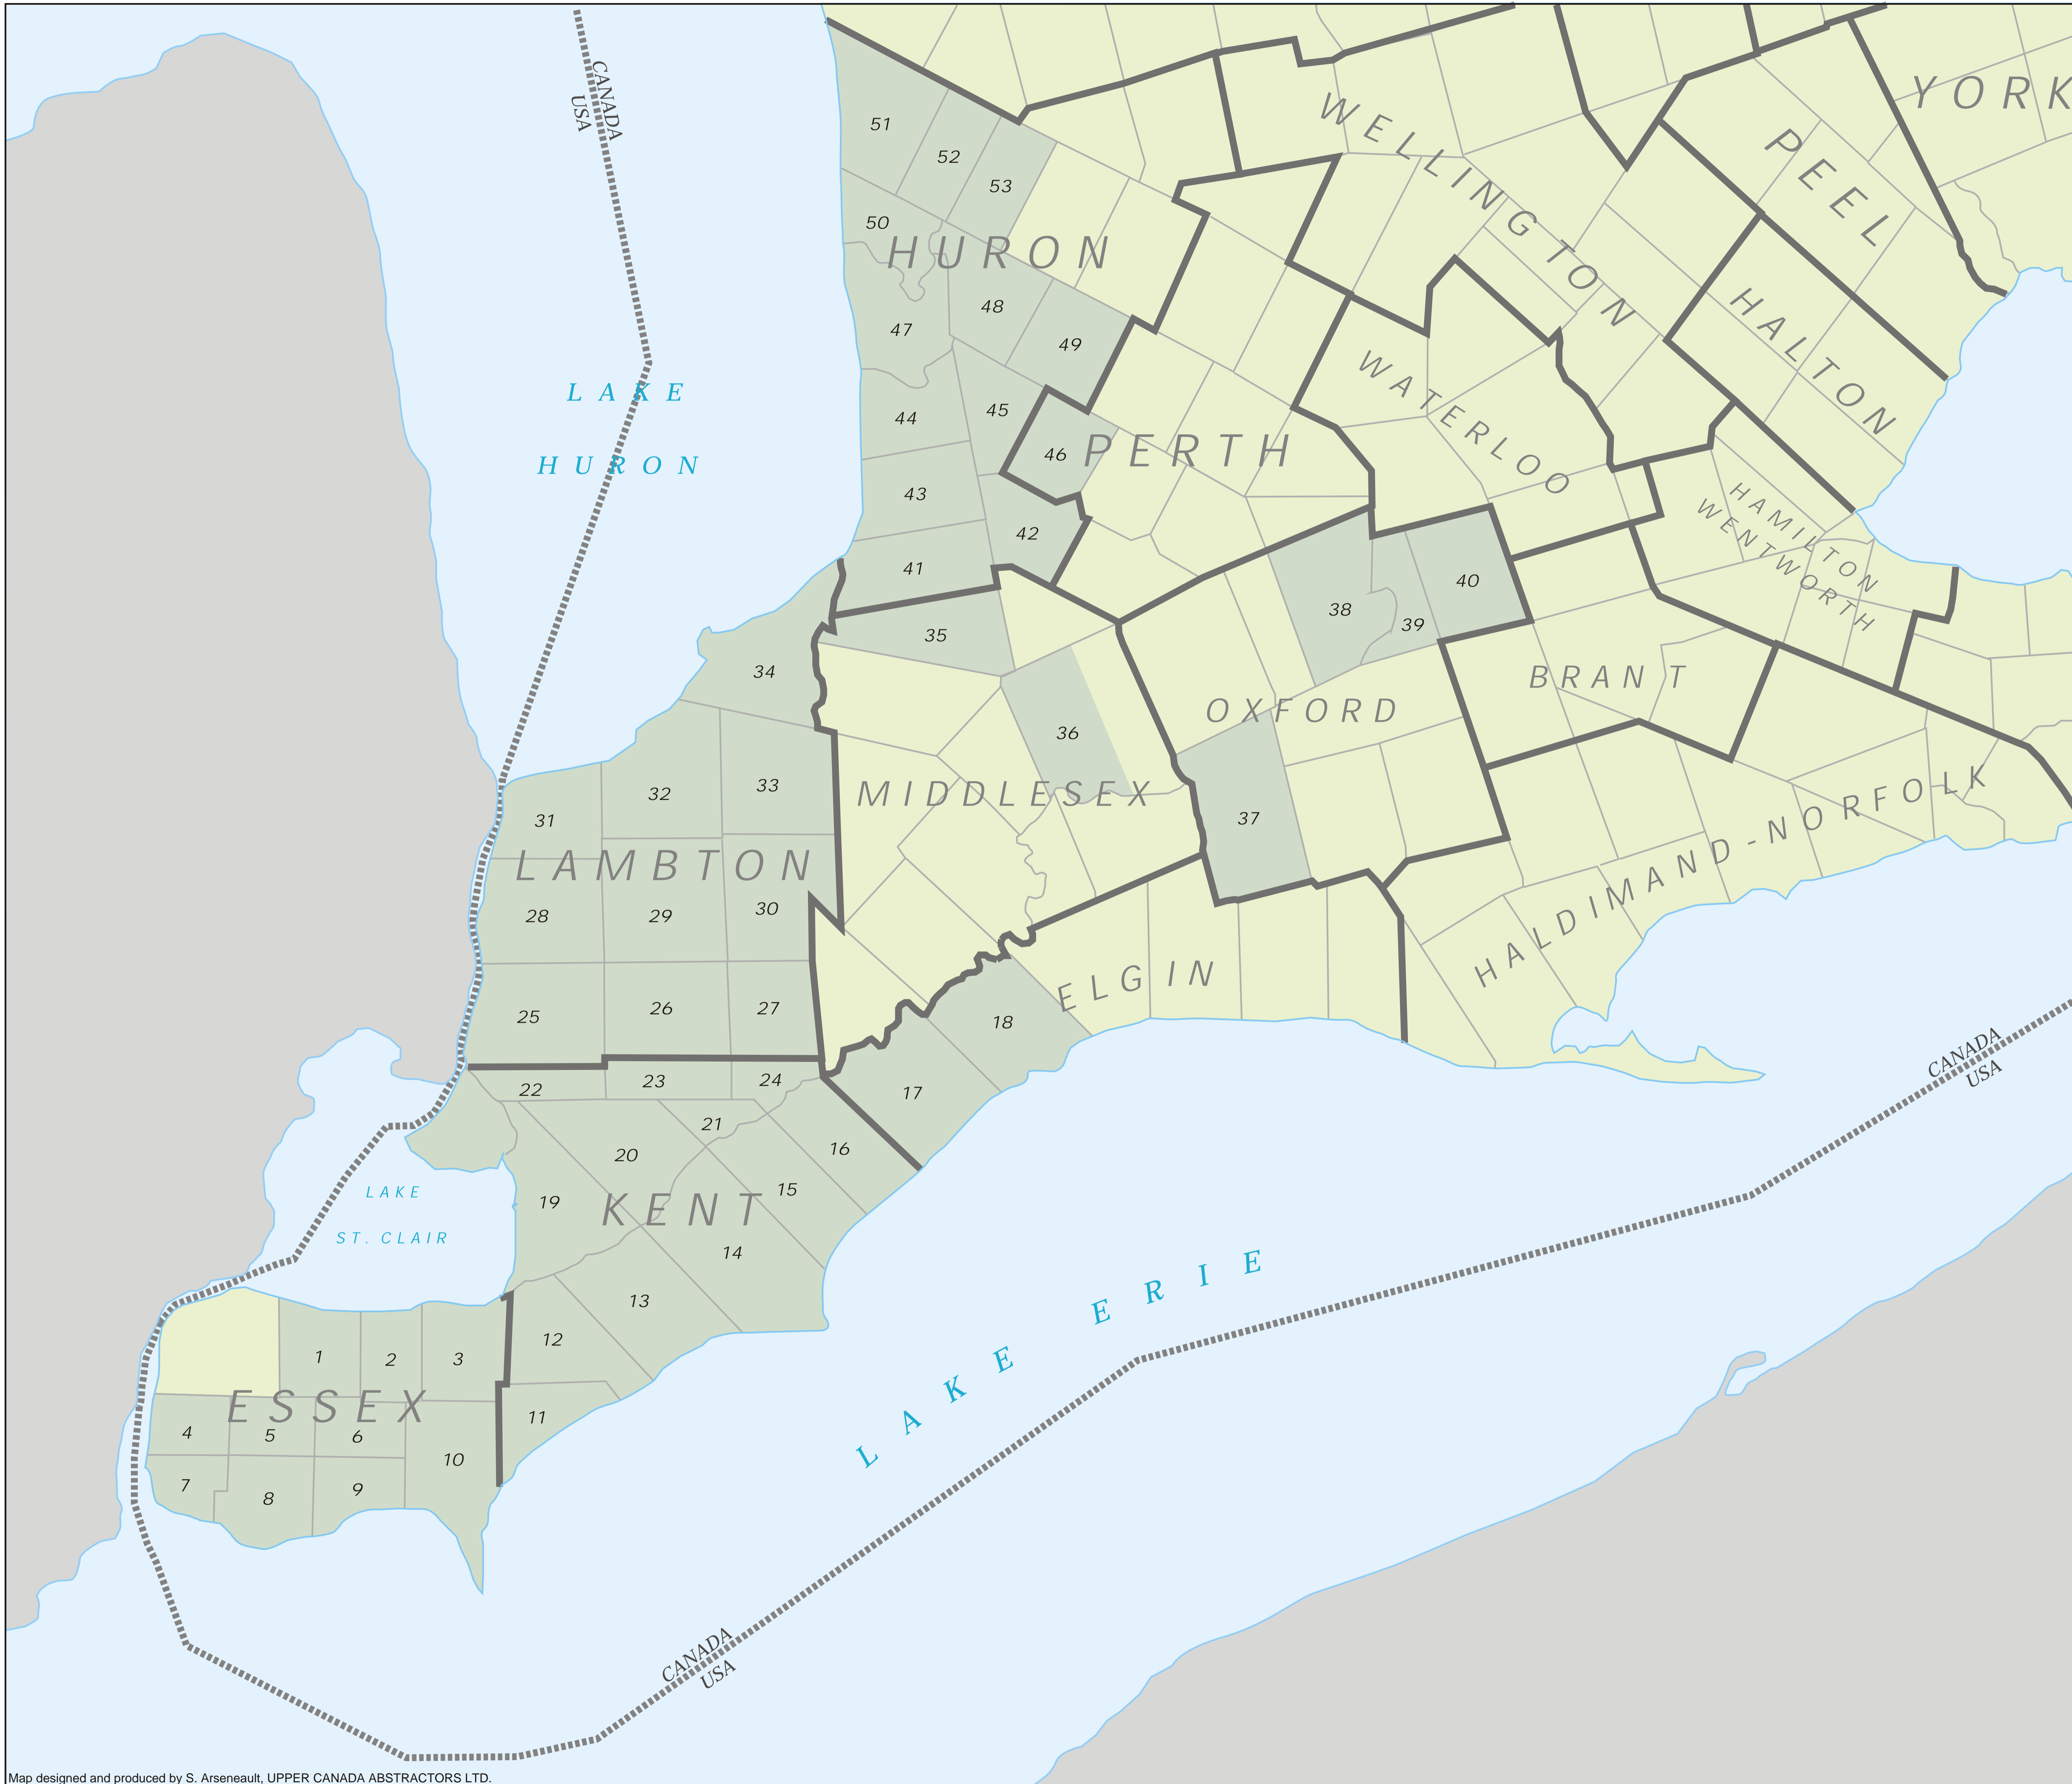 CANADA
USA
YORK
WELLINGTON
PEEL
51
52
53
50
HURON
HALTON
48
47
49
WATERLOO
LAKE
HURON
44
45
46
PERTH
43
42
HAMILTON
WENTWORTH
41
40
38
39
35
34
BRANT
OXFORD
36
33
32
MIDDLESEX
31
37
HALDIMAND-NORFOLK
LAMBTON
28
29
30
ELGIN
25
26
27
18
22
23
24
17
CANADA
USA
21
20
16
LAKE
ST. CLAIR
19
KENT
15
14
LAKE ERIE
13
12
1
2
3
ESSEX
11
4
5
6
10
7
8
9
CANADA
USA
Map designed and produced by S. Arseneault, UPPER CANADA ABSTRACTORS LTD.